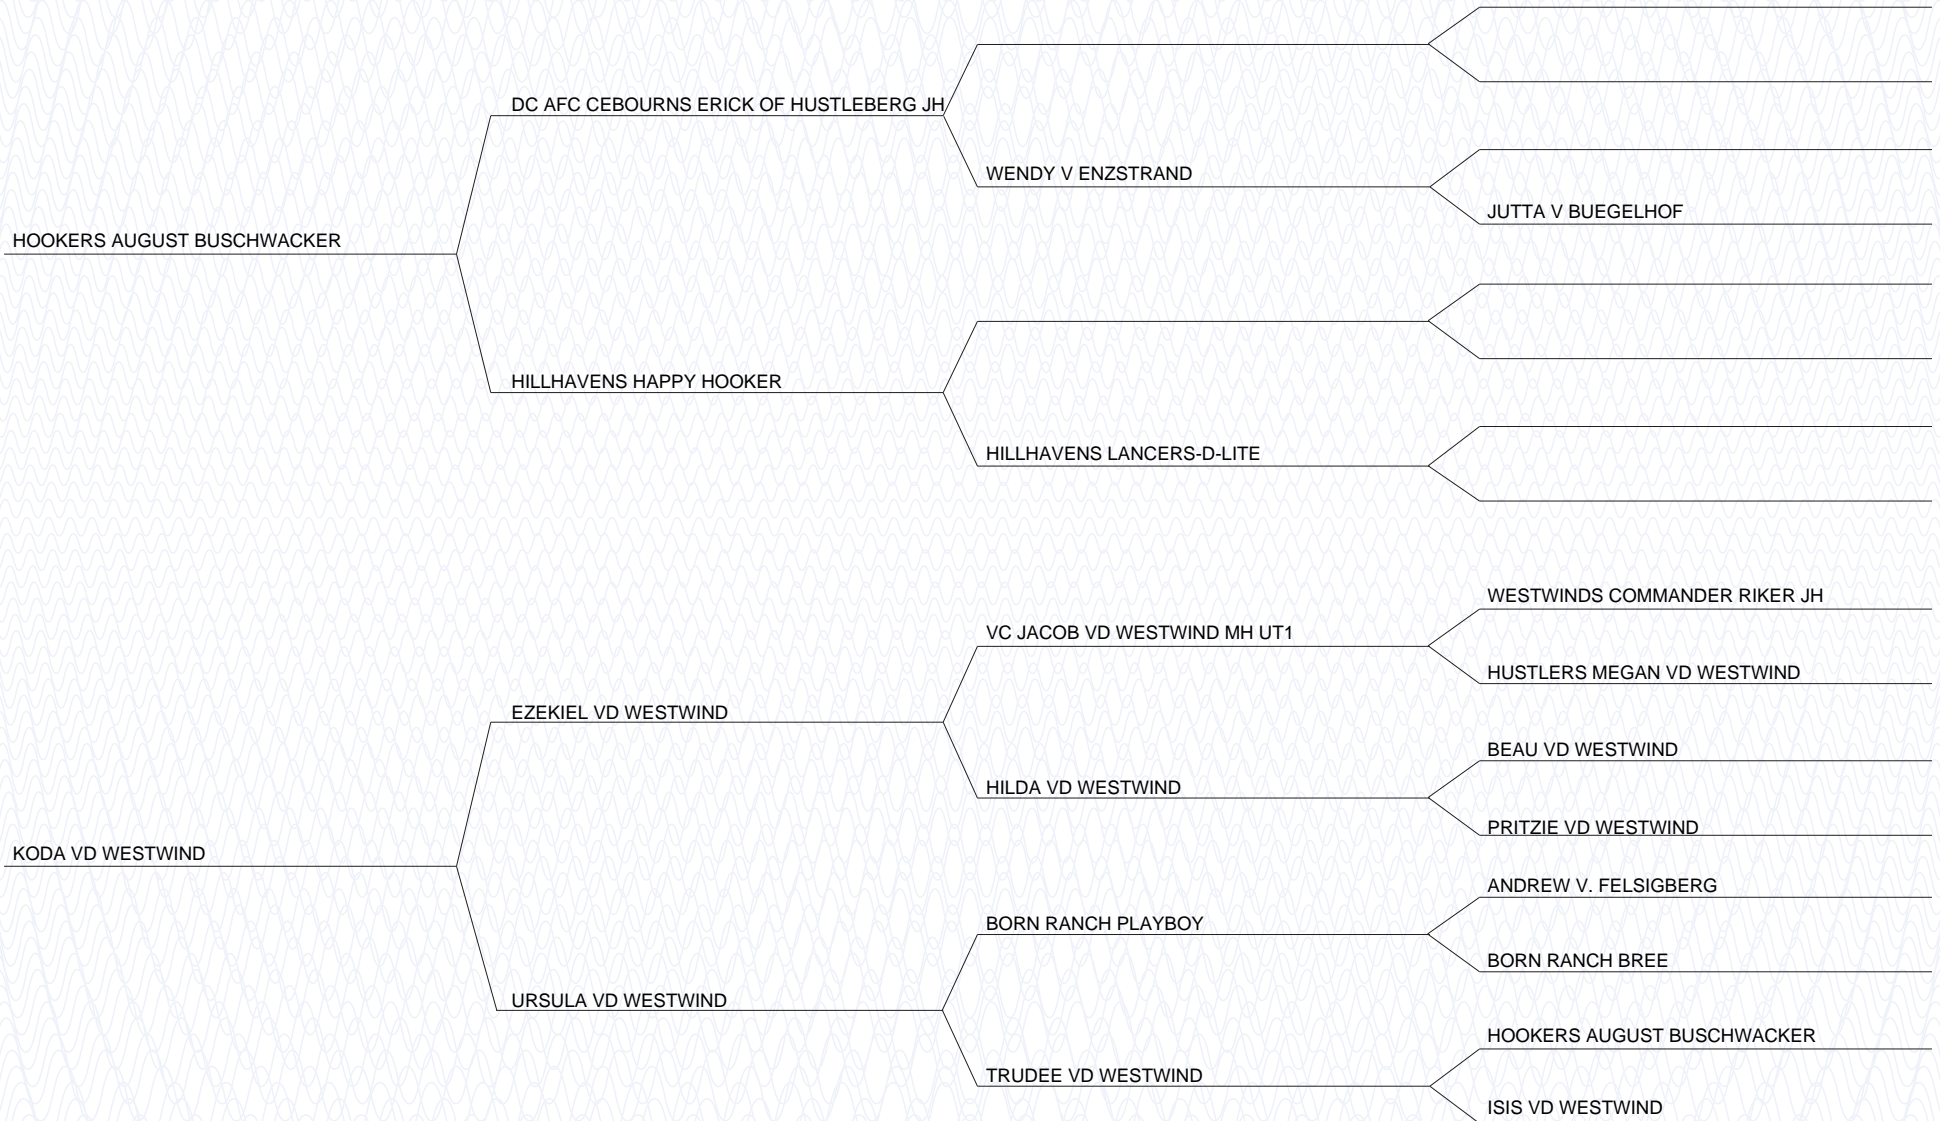 DC AFC CEBOURNS ERICK OF HUSTLEBERG JH
WENDY V ENZSTRAND
JUTTA V BUEGELHOF
HOOKERS AUGUST BUSCHWACKER
HILLHAVENS HAPPY HOOKER
HILLHAVENS LANCERS-D-LITE
WESTWINDS COMMANDER RIKER JH
VC JACOB VD WESTWIND MH UT1
HUSTLERS MEGAN VD WESTWIND
EZEKIEL VD WESTWIND
BEAU VD WESTWIND
HILDA VD WESTWIND
PRITZIE VD WESTWIND
KODA VD WESTWIND
ANDREW V. FELSIGBERG
BORN RANCH PLAYBOY
BORN RANCH BREE
URSULA VD WESTWIND
HOOKERS AUGUST BUSCHWACKER
TRUDEE VD WESTWIND
ISIS VD WESTWIND